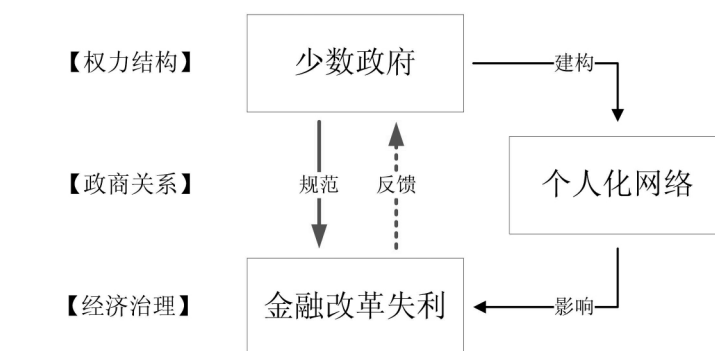 【权力结构】
少数政府
建构
【政商关系】
规范
反馈
个人化网络
【经济治理】
金融改革失利
影响